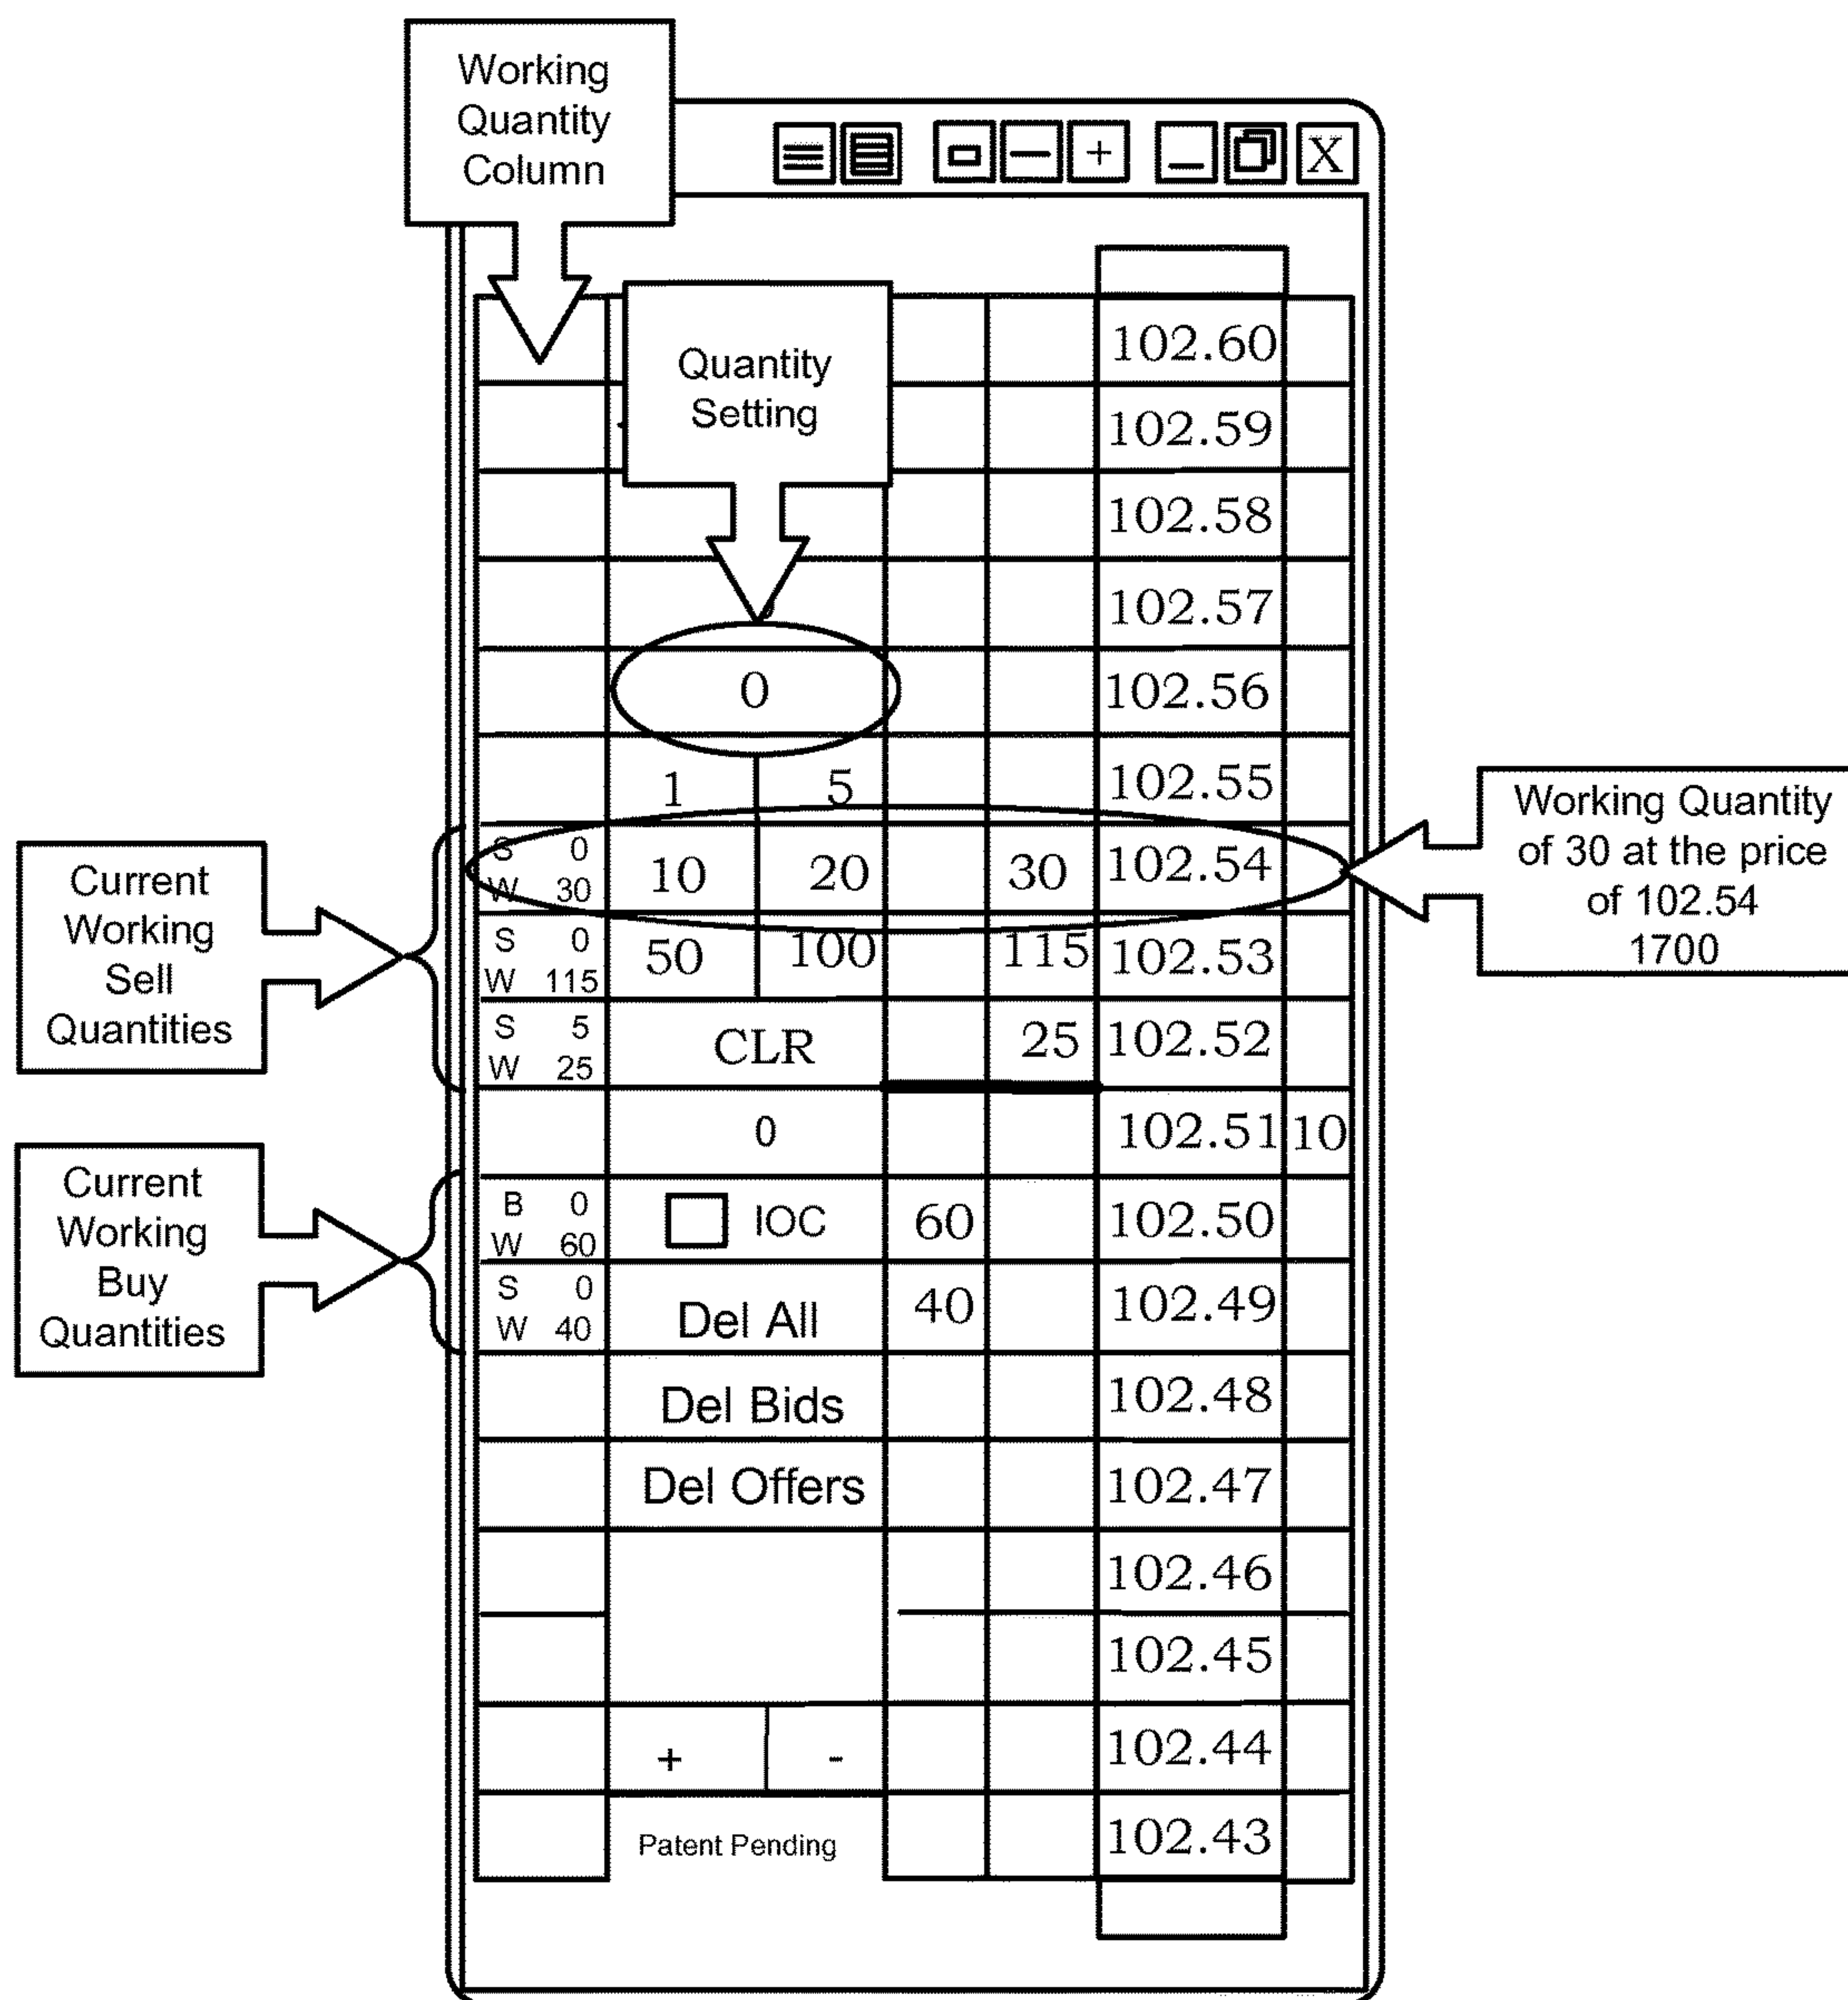 Working
Quantity
Column
X
Quantity
Setting
102.60
102.59
102.58
102.57
0 102.56
1 5 102.55
S 0
W 30
10 20 30 102.54
S 0
W 115
50 100 115 102.53
S 5
W 25
CLR 25 102.52
0 102.51 10
B 0
W 60
IOC 60 102.50
S 0
W 40
Del All 40 102.49
Del Bids 102.48
Del Offers 102.47
102.46
102.45
+ - 102.44
Patent Pending 102.43
Current
Working
Sell
Quantities
Current
Working
Buy
Quantities
Working Quantity
of 30 at the price
of 102.54
1700